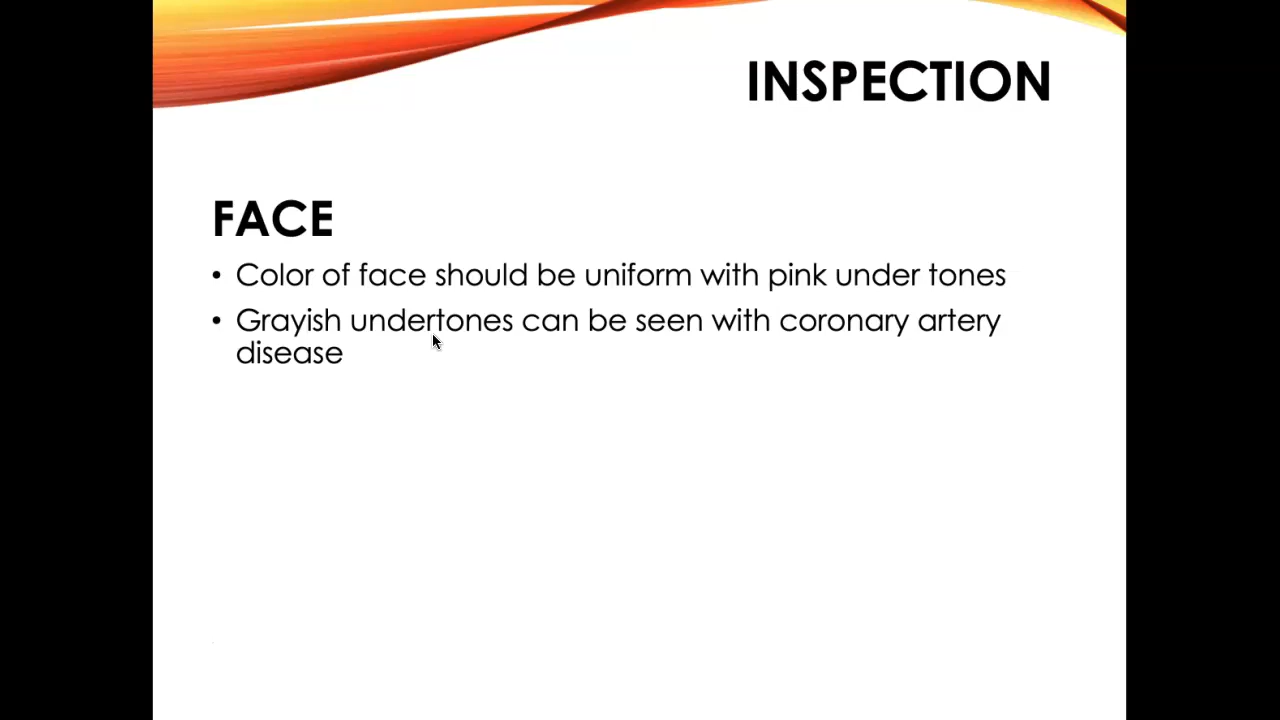 INSPECTION
FACE
• Color of face should be uniform with pink under tones
• Grayish undertones can be seen with coronary artery
disease